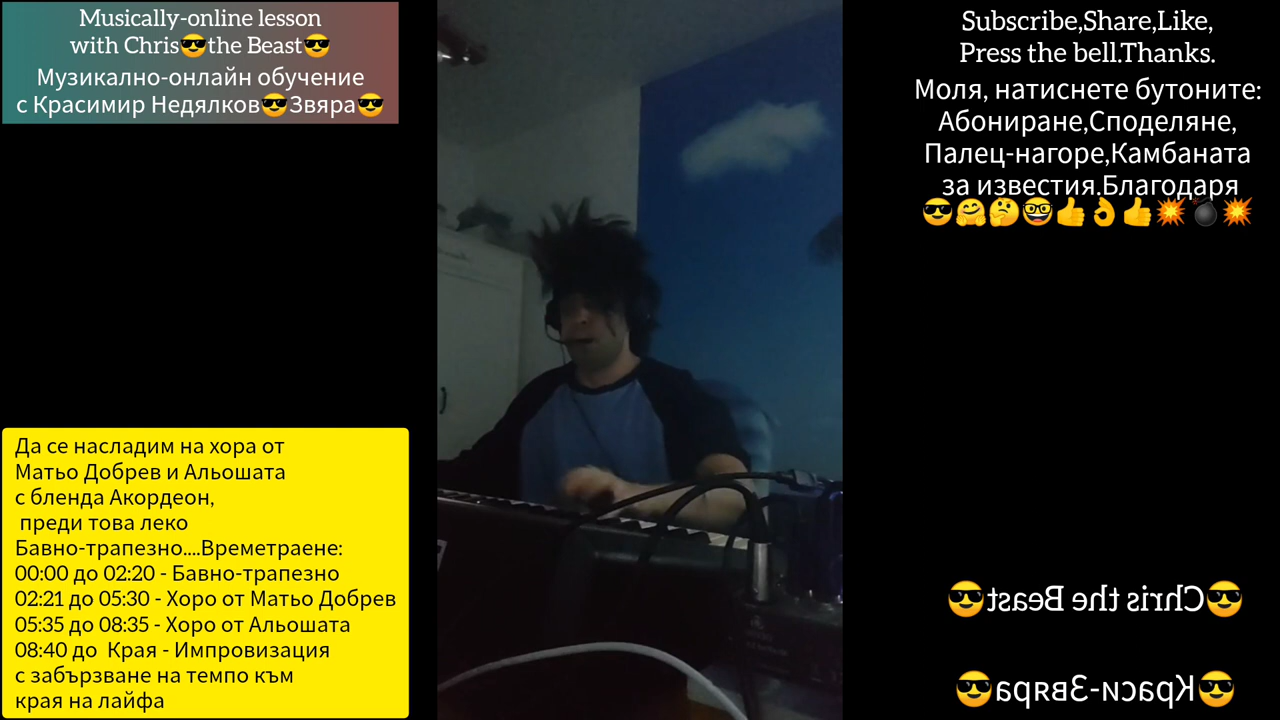 Musically-online lesson
with Chris😎the Beast😎
Музикално-онлайн обучение
с Красимир Недялков😎Звяра😎
Subscribe,Share,Like,
Press the bell.Thanks.
Моля, натиснете бутоните:
Абониране,Споделяне,
Палец-нагоре,Камбаната
за известия.Благодаря
😎🤗🤔🤓👍👌👍💥💣💥
Да се насладим на хора от
Матьо Добрев и Альошата
с бленда Акордеон,
преди това леко
Бавно-трапезно....Времетраене:
00:00 до 02:20 - Бавно-трапезно
02:21 до 05:30 - Хоро от Матьо Добрев
05:35 до 08:35 - Хоро от Альошата
08:40 до Края - Импровизация
с забързване на темпо към
края на лайфа
😎Chris the Beast😎
😎Краси-Звяра😎